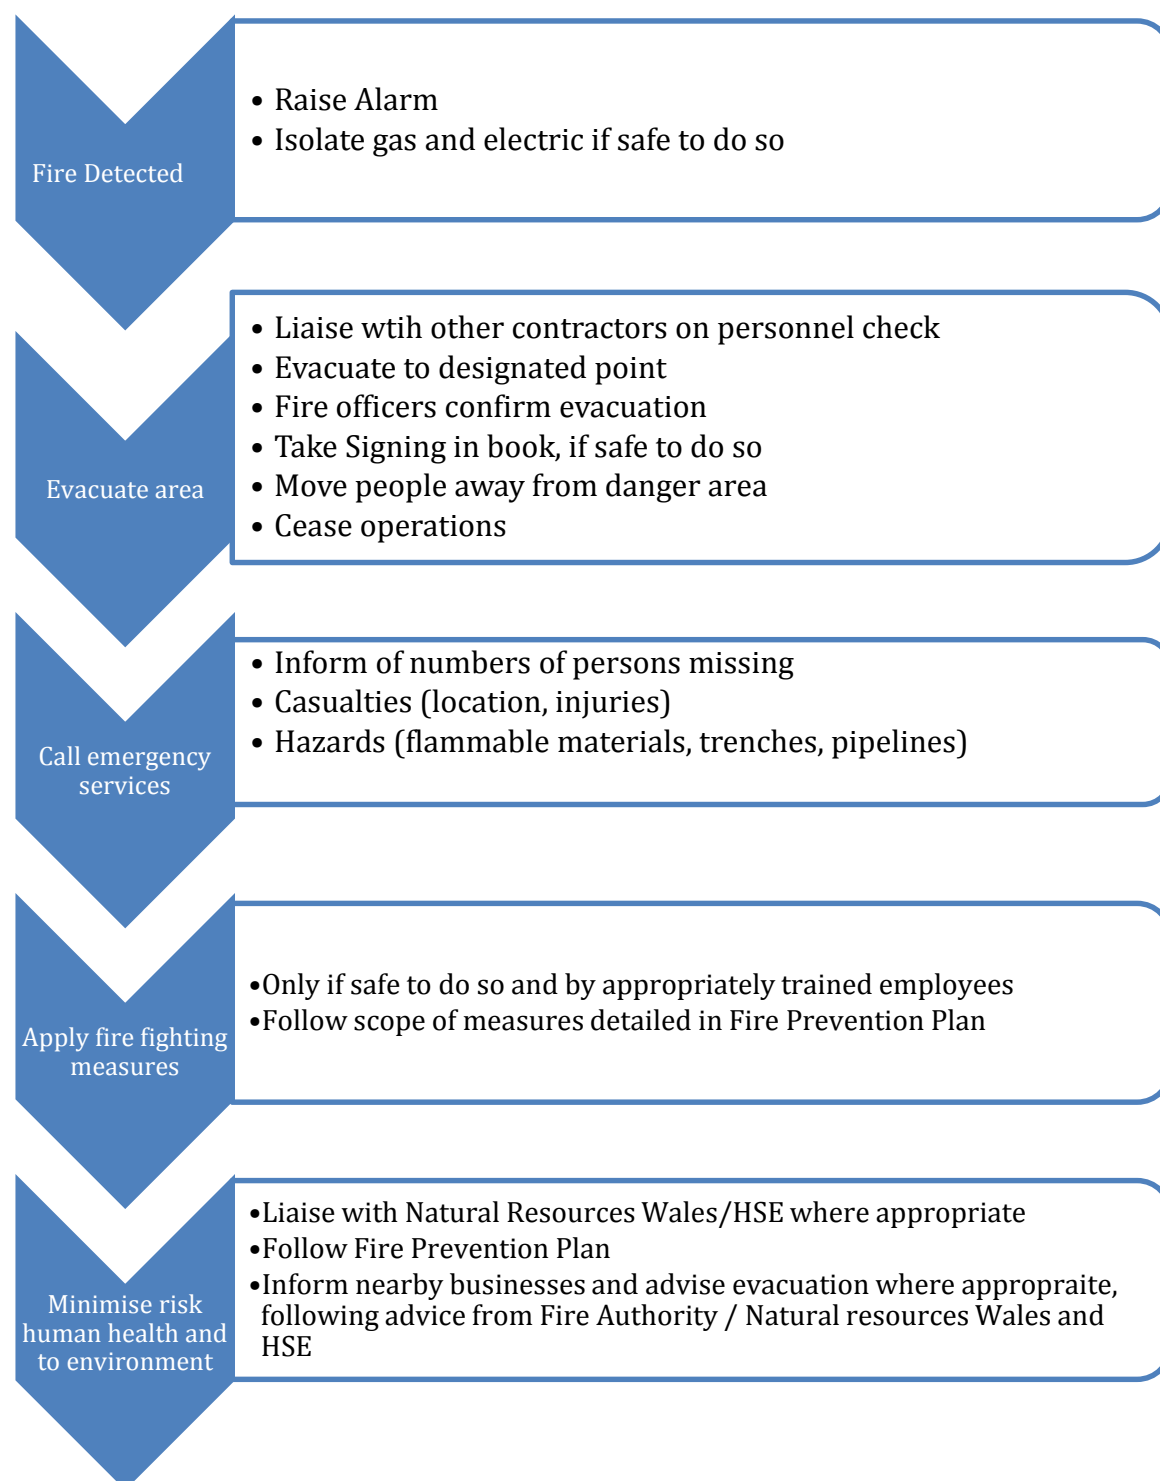 Fire Detected
• Raise Alarm
• Isolate gas and electric if safe to do so
Evacuate area
• Liaise wtih other contractors on personnel check
• Evacuate to designated point
• Fire officers confirm evacuation
• Take Signing in book, if safe to do so
• Move people away from danger area
• Cease operations
Call emergency
services
• Inform of numbers of persons missing
• Casualties (location, injuries)
• Hazards (flammable materials, trenches, pipelines)
Apply fire fighting
measures
•Only if safe to do so and by appropriately trained employees
•Follow scope of measures detailed in Fire Prevention Plan
Minimise risk
human health and
to environment
•Liaise with Natural Resources Wales/HSE where appropriate
•Follow Fire Prevention Plan
•Inform nearby businesses and advise evacuation where appropraite,
following advice from Fire Authority / Natural resources Wales and
HSE